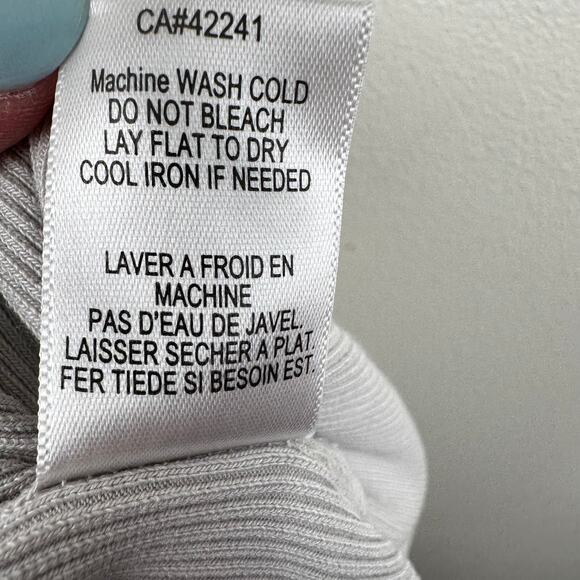 CA#42241
Machine WASH COLD
DO NOT BLEACH
LAY FLAT TO DRY
COOL IRON IF NEEDED
LAVER A FROID EN
MACHINE
PAS D'EAU DE JAVEL.
LAISSER SECHER A PLAT.
FER TIEDE SI BESOIN EST.